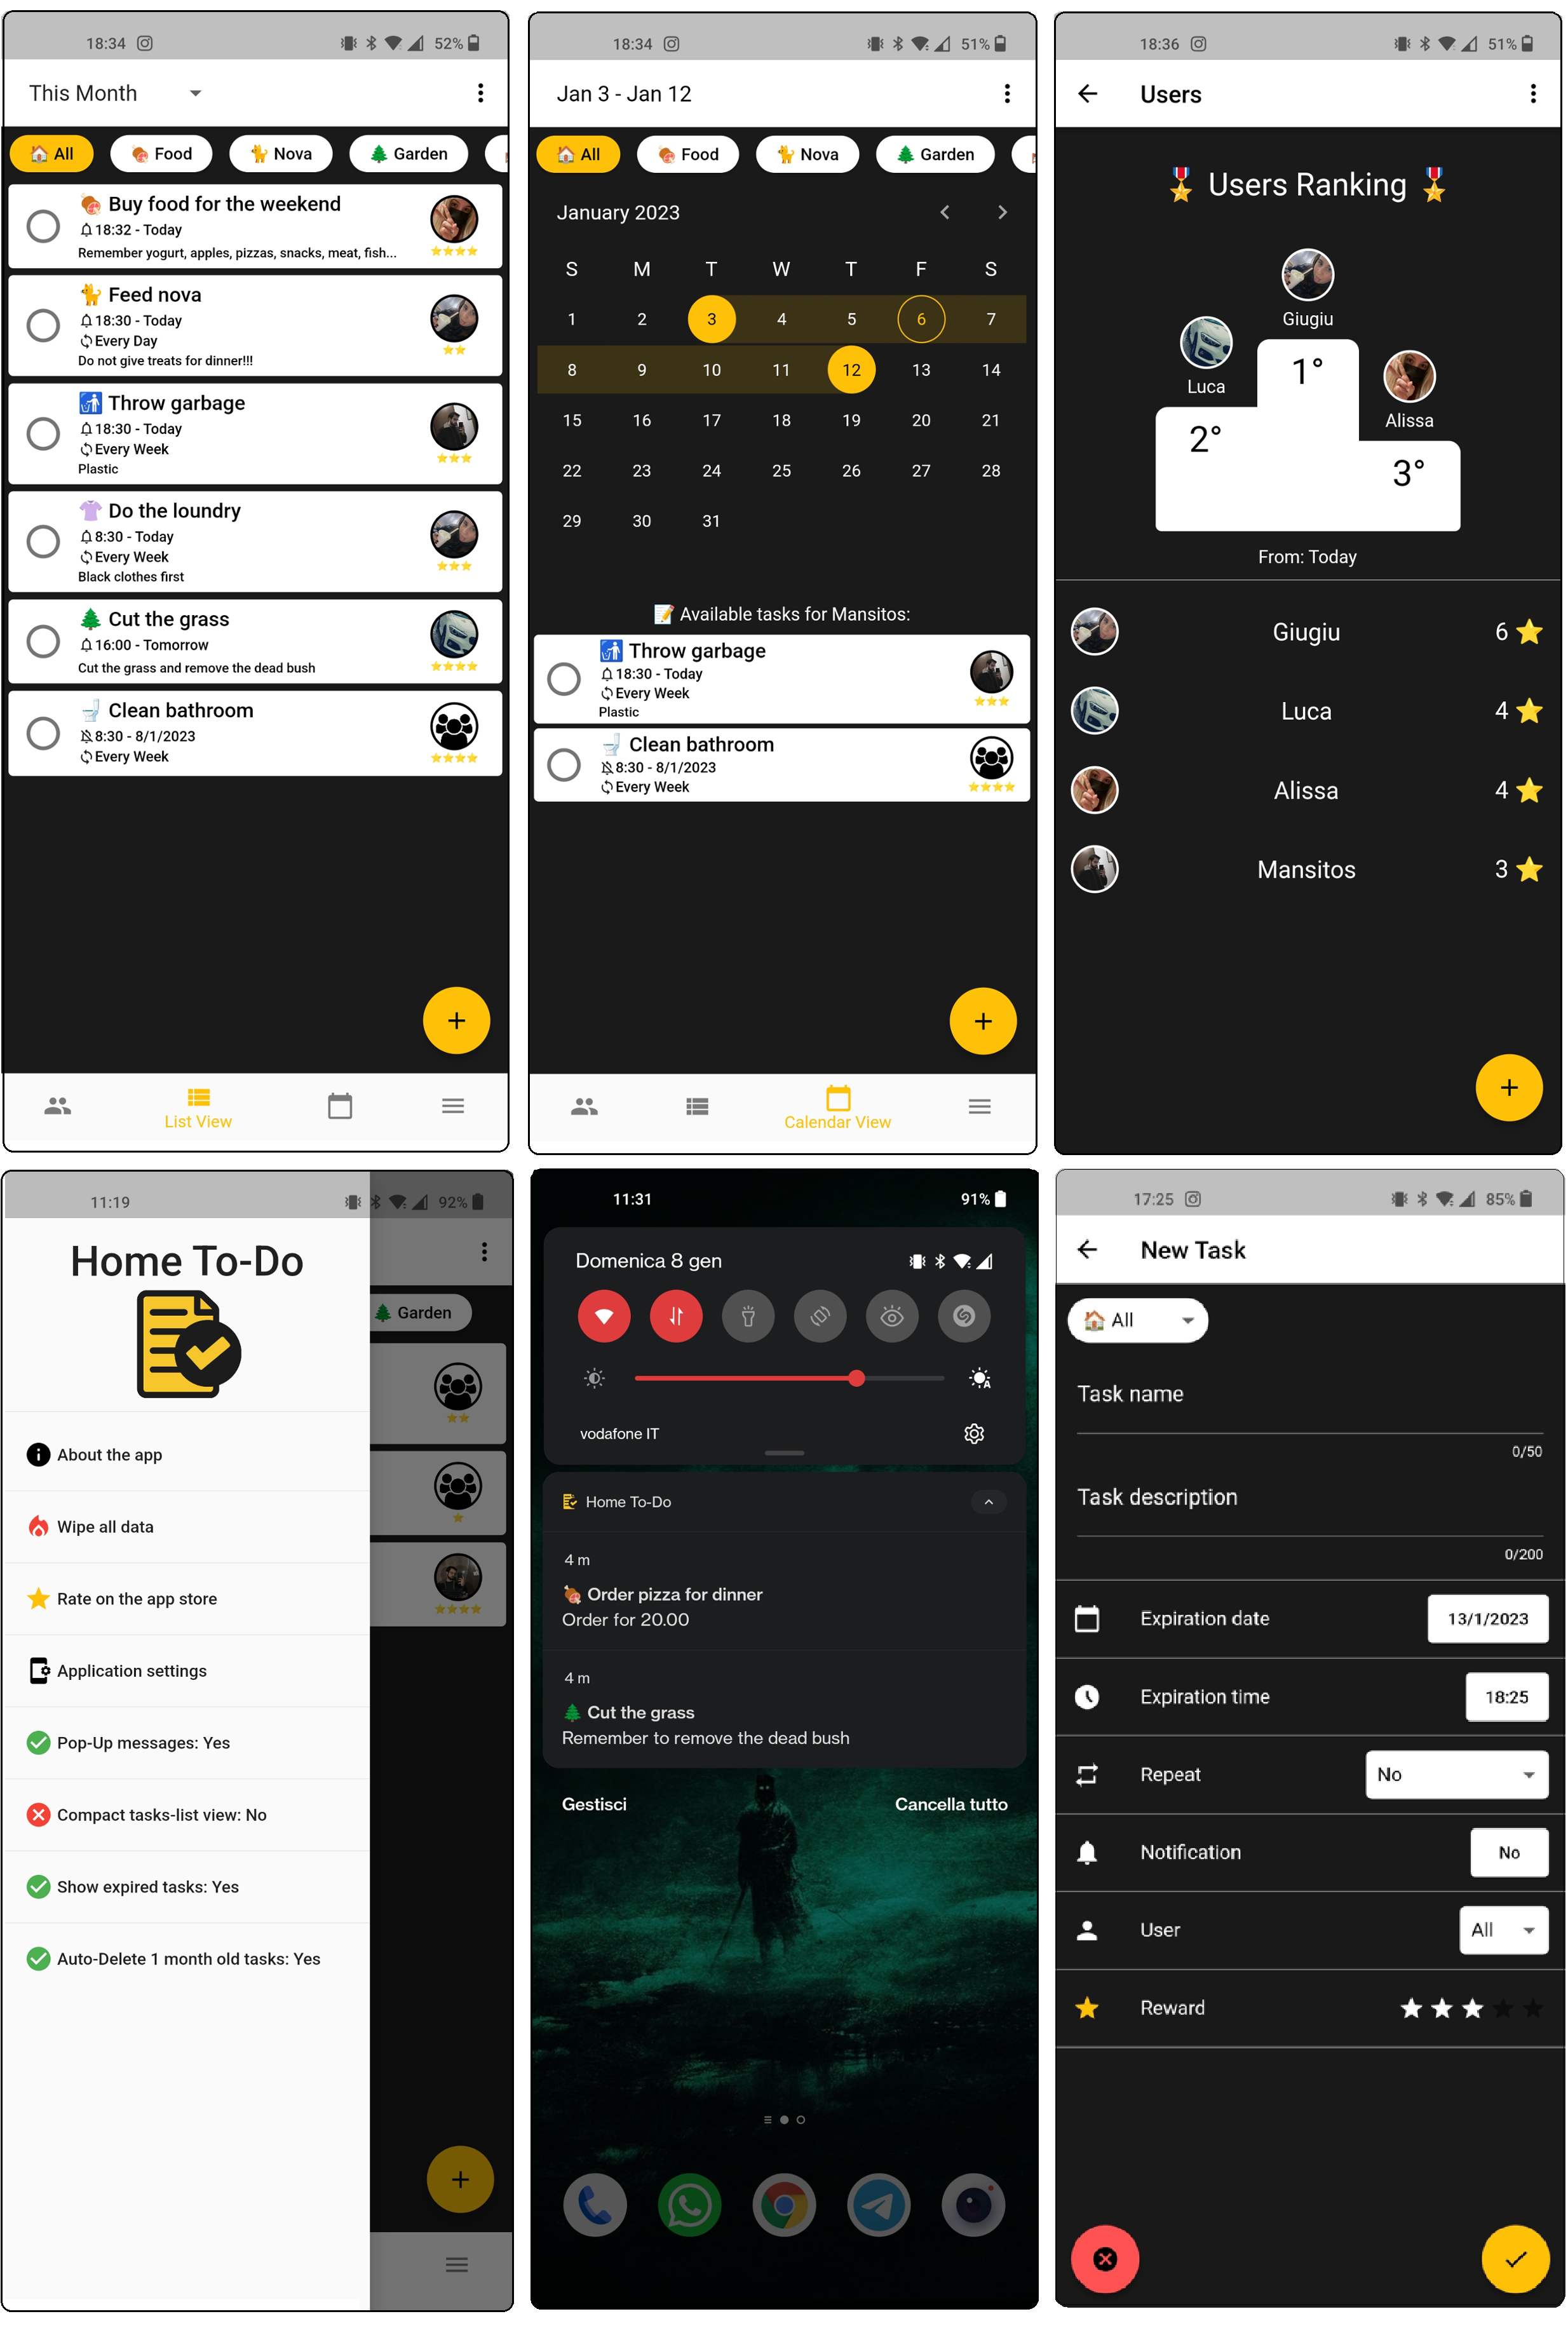 18:34 52%
This Month
All Food Nova Garden
Buy food for the weekend
18:32 - Today
Remember yogurt, apples, pizzas, snacks, meat, fish...
Feed nova
18:30 - Today
Every Day
Do not give treats for dinner!!!
Throw garbage
18:30 - Today
Every Week
Plastic
Do the loundry
8:30 - Today
Every Week
Black clothes first
Cut the grass
16:00 - Tomorrow
Cut the grass and remove the dead bush
Clean bathroom
8:30 - 8/1/2023
Every Week
List View
18:34 51%
Jan 3 - Jan 12
All Food Nova Garden
January 2023
S M T W T F S
1 2 3 4 5 6 7
8 9 10 11 12 13 14
15 16 17 18 19 20 21
22 23 24 25 26 27 28
29 30 31
Available tasks for Mansitos:
Throw garbage
18:30 - Today
Every Week
Plastic
Clean bathroom
8:30 - 8/1/2023
Every Week
Calendar View
18:36 51%
Users
Users Ranking
Giugiu
Luca
1°
Alissa
2°
3°
From: Today
Giugiu 6
Luca 4
Alissa 4
Mansitos 3
11:19 92%
Home To-Do
Garden
About the app
Wipe all data
Rate on the app store
Application settings
Pop-Up messages: Yes
Compact tasks-list view: No
Show expired tasks: Yes
Auto-Delete 1 month old tasks: Yes
11:31 91%
Domenica 8 gen
vodafone IT
Home To-Do
4 m
Order pizza for dinner
Order for 20.00
4 m
Cut the grass
Remember to remove the dead bush
Gestisci Cancella tutto
17:25 85%
New Task
All
Task name
0/50
Task description
0/200
Expiration date 13/1/2023
Expiration time 18:25
Repeat No
Notification No
User All
Reward